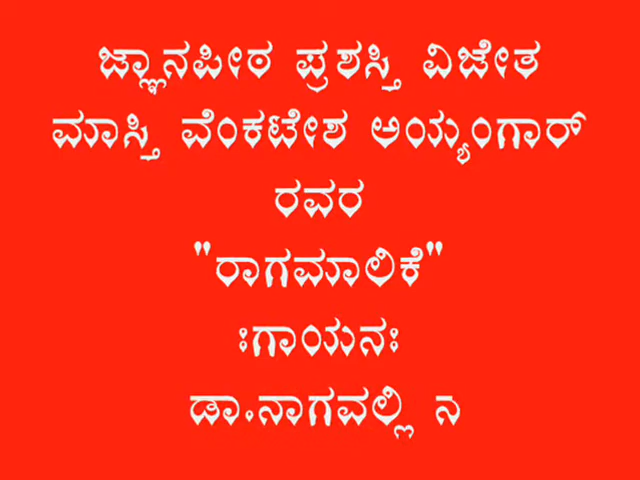 ಜ್ಞಾನಪೀಠ ಪ್ರಶಸ್ತಿ ವಿಜೇತ
ಮಾಸ್ತಿ ವೆಂಕಟೇಶ ಅಯ್ಯಂಗಾರ್
ರವರ
"ರಾಗಮಾಲಿಕೆ"
ಃಗಾಯನಃ
ಡಾ.ನಾಗವಲ್ಲಿ